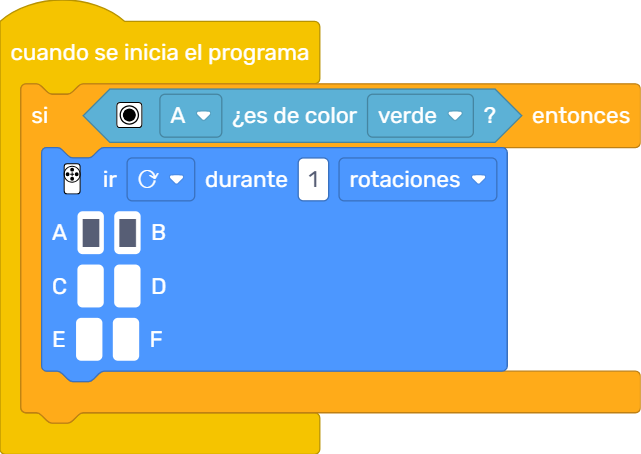 cuando se inicia el programa
si A ¿es de color verde ? entonces
ir durante 1 rotaciones
A B
C D
E F